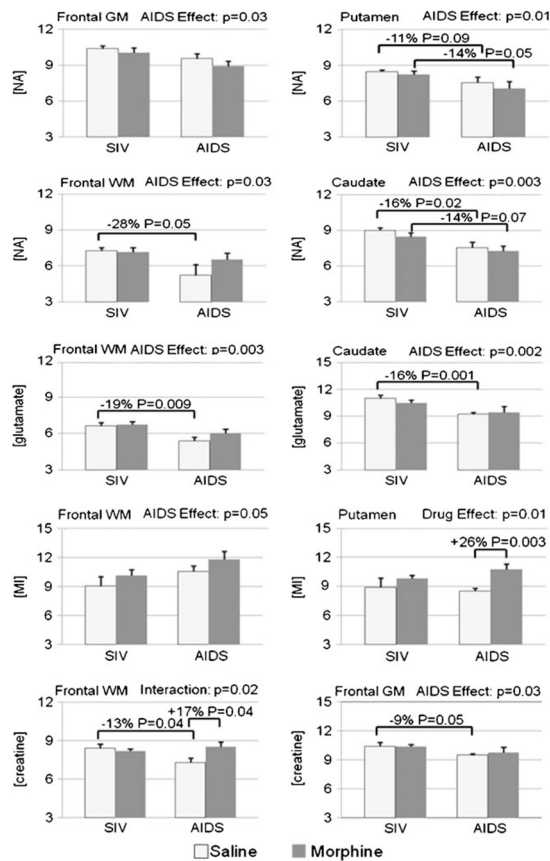 Frontal GM AIDS Effect: p=0.03
[NA]
12
9
6
3
SIV AIDS
Putamen AIDS Effect: p=0.01
-11% P=0.09
-14% P=0.05
[NA]
12
9
6
3
SIV AIDS
Frontal WM AIDS Effect: p=0.03
-28% P=0.05
[NA]
12
9
6
3
SIV AIDS
Caudate AIDS Effect: p=0.003
-16% P=0.02
-14% P=0.07
[NA]
12
9
6
3
SIV AIDS
Frontal WM AIDS Effect: p=0.003
-19% P=0.009
[glutamate]
12
9
6
3
SIV AIDS
Caudate AIDS Effect: p=0.002
-16% P=0.001
[glutamate]
15
12
9
6
3
SIV AIDS
Frontal WM AIDS Effect: p=0.05
[MI]
15
12
9
6
3
SIV AIDS
Putamen Drug Effect: p=0.01
+26% P=0.003
[MI]
15
12
9
6
3
SIV AIDS
Frontal WM Interaction: p=0.02
+17% P=0.04
-13% P=0.04
[creatine]
12
9
6
3
SIV AIDS
Frontal GM AIDS Effect: p=0.03
-9% P=0.05
[creatine]
15
12
9
6
3
SIV AIDS
Saline Morphine